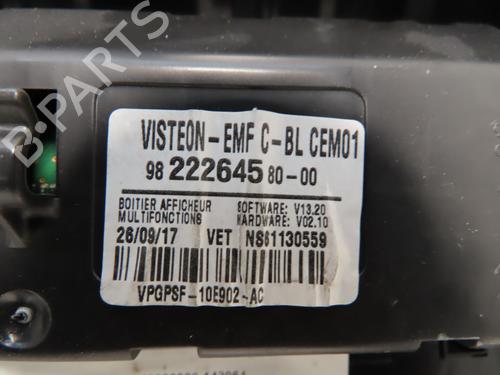 VISTEON-EMF C-BL CEM01
98 222645 80-00
BOITIER AFFICHEUR SOFTWARE: V13.20
MULTIFONCTIONS HARDWARE: V02.10
26/09/17 VET NS61130559
VPGPSF-10E902-AC
B-PARTS